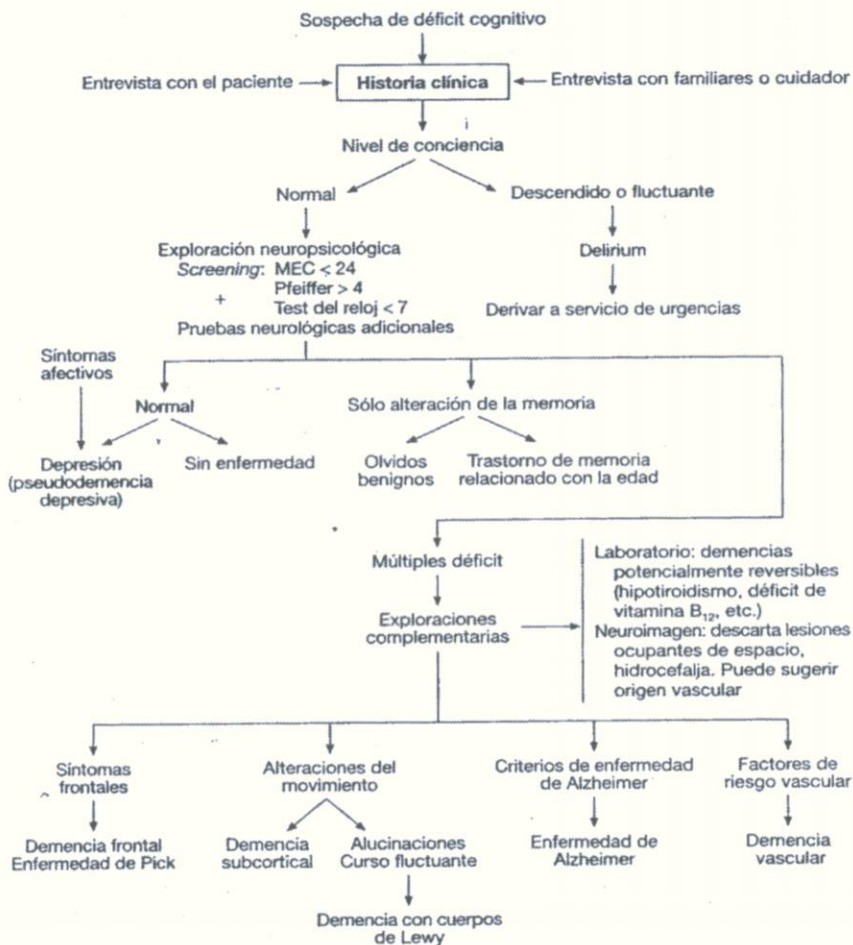 Sospecha de déficit cognitivo
Entrevista con el paciente
Historia clínica
Entrevista con familiares o cuidador
Nivel de conciencia
Normal
Descendido o fluctuante
Exploración neuropsicológica
Screening: MEC < 24
Pfeiffer > 4
+
Test del reloj < 7
Pruebas neurológicas adicionales
Delirium
Derivar a servicio de urgencias
Síntomas
afectivos
Normal
Sólo alteración de la memoria
Depresión
(pseudodemencia
depresiva)
Sin enfermedad
Olvidos
benignos
Trastorno de memoria
relacionado con la edad
Múltiples déficit
Exploraciones
complementarias
Laboratorio: demencias
potencialmente reversibles
(hipotiroidismo, déficit de
vitamina B₁₂, etc.)
Neuroimagen: descarta lesiones
ocupantes de espacio,
hidrocefalja. Puede sugerir
origen vascular
Síntomas
frontales
Alteraciones del
movimiento
Criterios de enfermedad
de Alzheimer
Factores de
riesgo vascular
Demencia frontal
Enfermedad de Pick
Demencia
subcortical
Alucinaciones
Curso fluctuante
Enfermedad de
Alzheimer
Demencia
vascular
Demencia con cuerpos
de Lewy